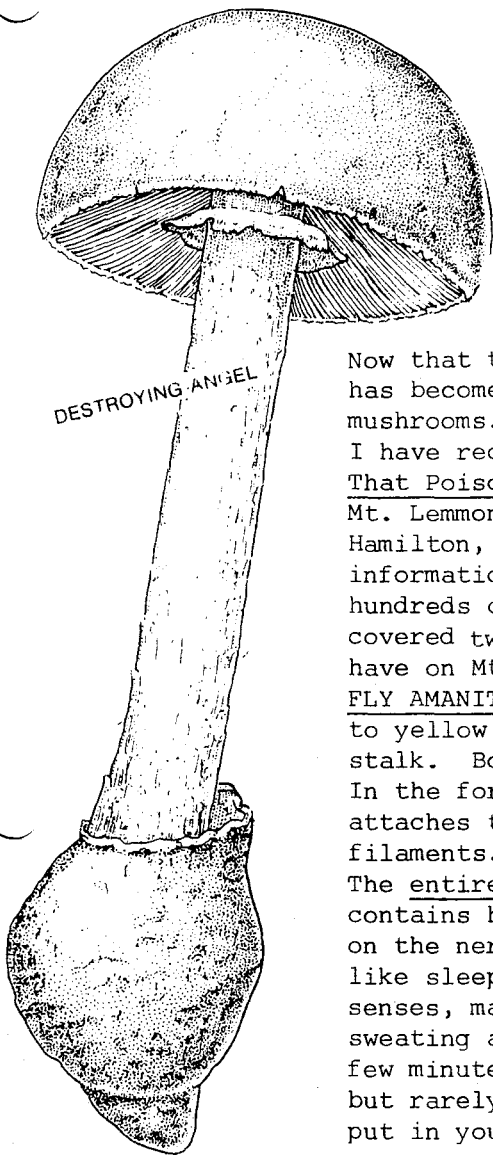 DESTROYING ANGEL
Now that t
has become
mushrooms.
I have rec
That Poiso
Mt. Lemmon
Hamilton,
informatio
hundreds o
covered tw
have on Mt
FLY AMANIT
to yellow
stalk. Bo
In the for
attaches t
filaments.
The entire
contains b
on the ner
like sleep
senses, ma
sweating a
few minute
but rarely
put in you